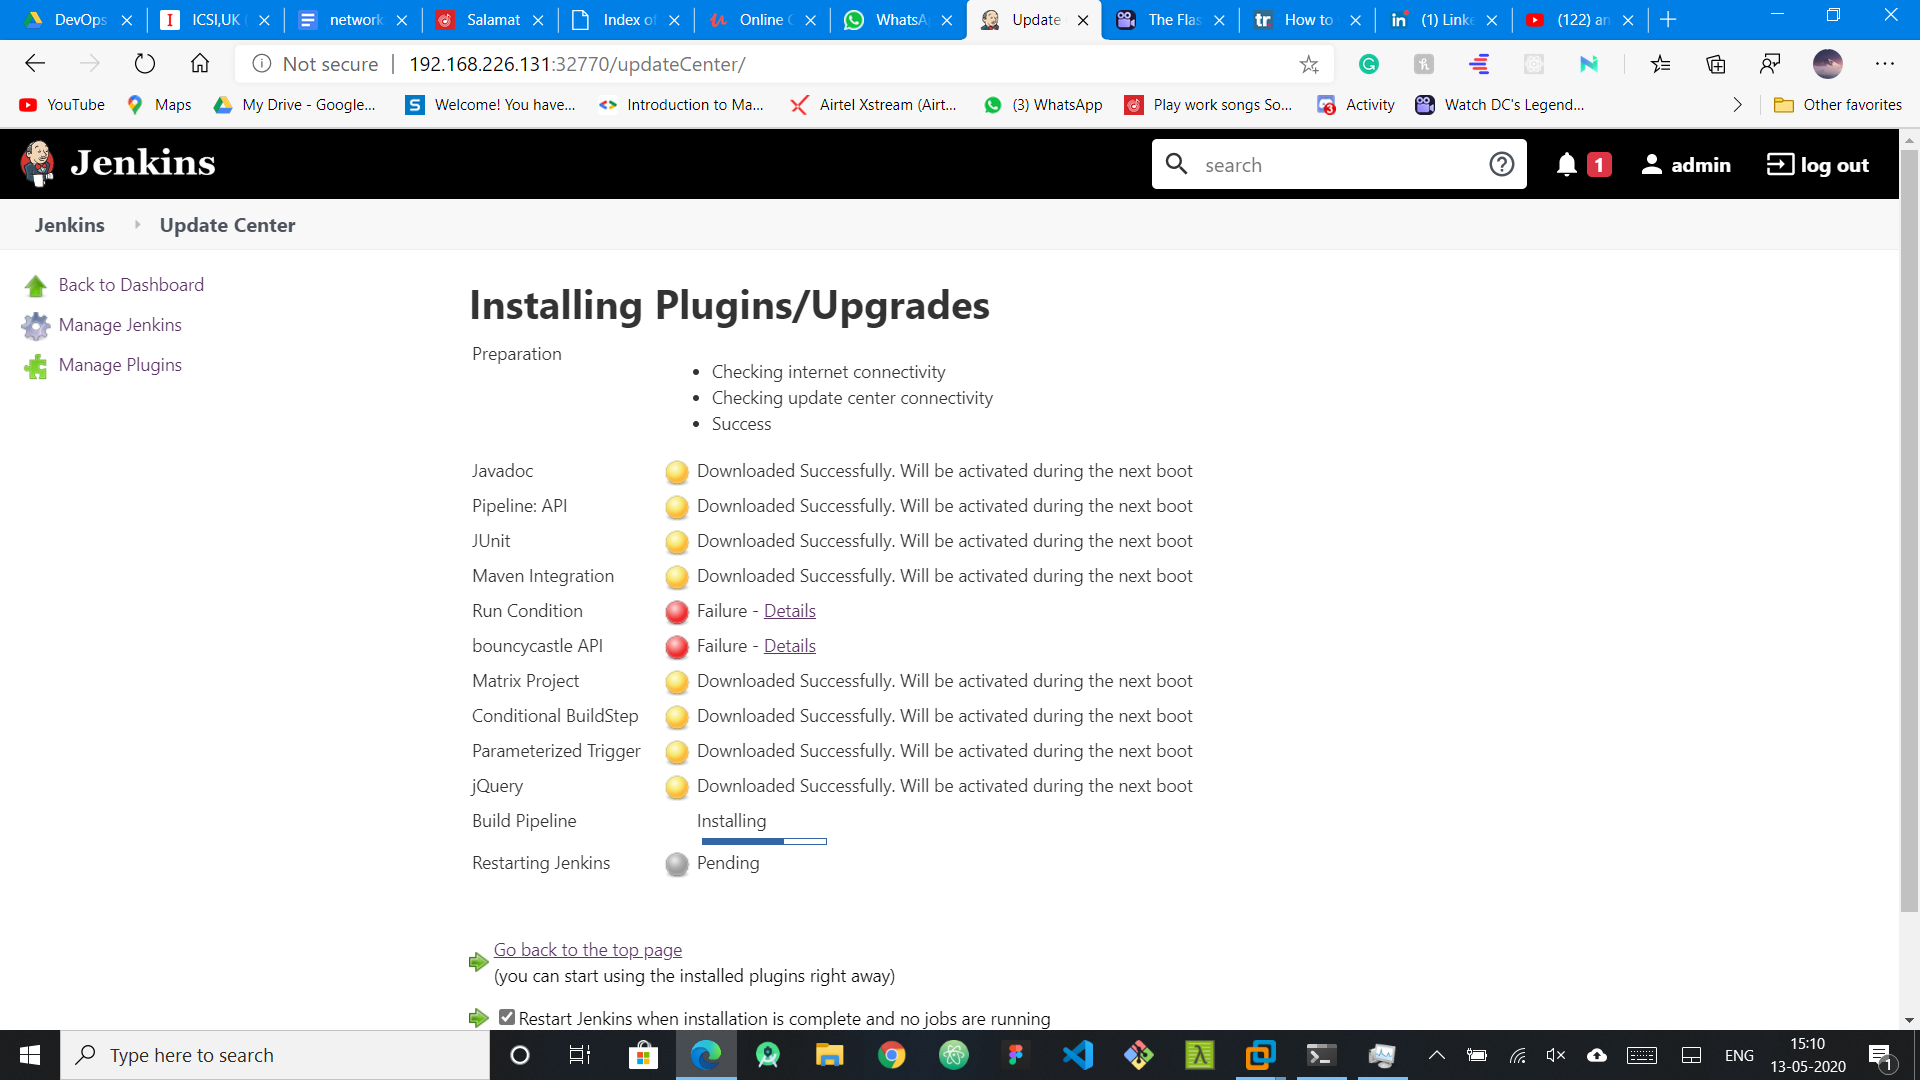 DevOps
ICSI,UK
network
Salamat
Index of
Online
WhatsA
Update
The Flas
How to
(1) Linke
(122) an
Not secure | 192.168.226.131:32770/updateCenter/
YouTube
Maps
My Drive - Google...
Welcome! You have...
Introduction to Ma...
Airtel Xstream (Airt...
(3) WhatsApp
Play work songs So...
Activity
Watch DC's Legend...
Other favorites
Jenkins
search
1
admin
log out
Jenkins
Update Center
Back to Dashboard
Manage Jenkins
Manage Plugins
Installing Plugins/Upgrades
Preparation
• Checking internet connectivity
• Checking update center connectivity
• Success
Javadoc Downloaded Successfully. Will be activated during the next boot
Pipeline: API Downloaded Successfully. Will be activated during the next boot
JUnit Downloaded Successfully. Will be activated during the next boot
Maven Integration Downloaded Successfully. Will be activated during the next boot
Run Condition Failure - Details
bouncycastle API Failure - Details
Matrix Project Downloaded Successfully. Will be activated during the next boot
Conditional BuildStep Downloaded Successfully. Will be activated during the next boot
Parameterized Trigger Downloaded Successfully. Will be activated during the next boot
jQuery Downloaded Successfully. Will be activated during the next boot
Build Pipeline Installing
Restarting Jenkins Pending
Go back to the top page
(you can start using the installed plugins right away)
Restart Jenkins when installation is complete and no jobs are running
Type here to search
ENG
15:10
13-05-2020
1